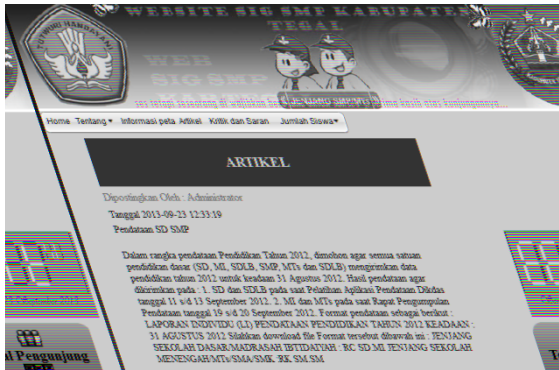 WEBSITE SIG SMP KABUPATEN
TEGAL
WEB
SIG SMP
Home Tentang Informasi peta Artikel Kritik dan Saran Jumlah Siswa
ARTIKEL
Dipostingkan Oleh : Administrator
Tanggal 2013-09-23 12:33:19
Pendataan SD SMP
Dalam rangka pendataan Pendidikan Tahun 2012, dimohon agar semua satuan
pendidikan dasar (SD, MI, SDLB, SMP, MTs dan SDLB) mengirimkan data
pendidikan tahun 2012 untuk keadaan 31 Agustus 2012. Hasil pendataan agar
dikirimkan pada : 1. SD dan SDLB pada saat Pelatihan Aplikasi Pendataan Dikdas
tanggal 11 s/d 13 September 2012. 2. MI dan MTs pada saat Rapat Pengumpulan
Pendataan tanggal 19 s/d 20 September 2012. Format pendataan sebagai berikut :
LAPORAN INDIVIDU (LI) PENDATAAN PENDIDIKAN TAHUN 2012 KEADAAN :
31 AGUSTUS 2012 Silahkan download file Format tersebut dibawah ini : JENJANG
SEKOLAH DASAR/MADRASAH IBTIDAIYAH : RC SD.MI JENJANG SEKOLAH
MENENGAH/MTs/SMA/SMK :RK SM.SM
al Pengunjung